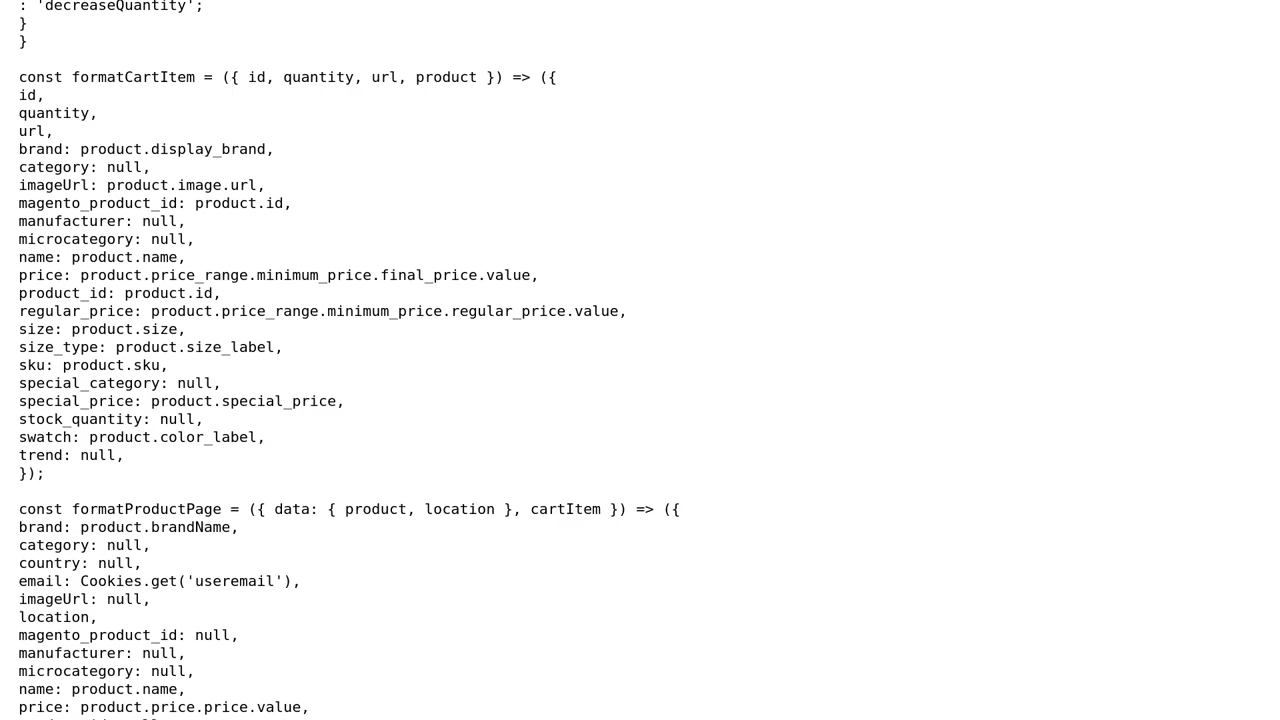 : 'decreaseQuantity';
}
}
const formatCartItem = ({ id, quantity, url, product }) => ({
id,
quantity,
url,
brand: product.display_brand,
category: null,
imageUrl: product.image.url,
magento_product_id: product.id,
manufacturer: null,
microcategory: null,
name: product.name,
price: product.price_range.minimum_price.final_price.value,
product_id: product.id,
regular_price: product.price_range.minimum_price.regular_price.value,
size: product.size,
size_type: product.size_label,
sku: product.sku,
special_category: null,
special_price: product.special_price,
stock_quantity: null,
swatch: product.color_label,
trend: null,
});
const formatProductPage = ({ data: { product, location }, cartItem }) => ({
brand: product.brandName,
category: null,
country: null,
email: Cookies.get('useremail'),
imageUrl: null,
location,
magento_product_id: null,
manufacturer: null,
microcategory: null,
name: product.name,
price: product.price.price.value,